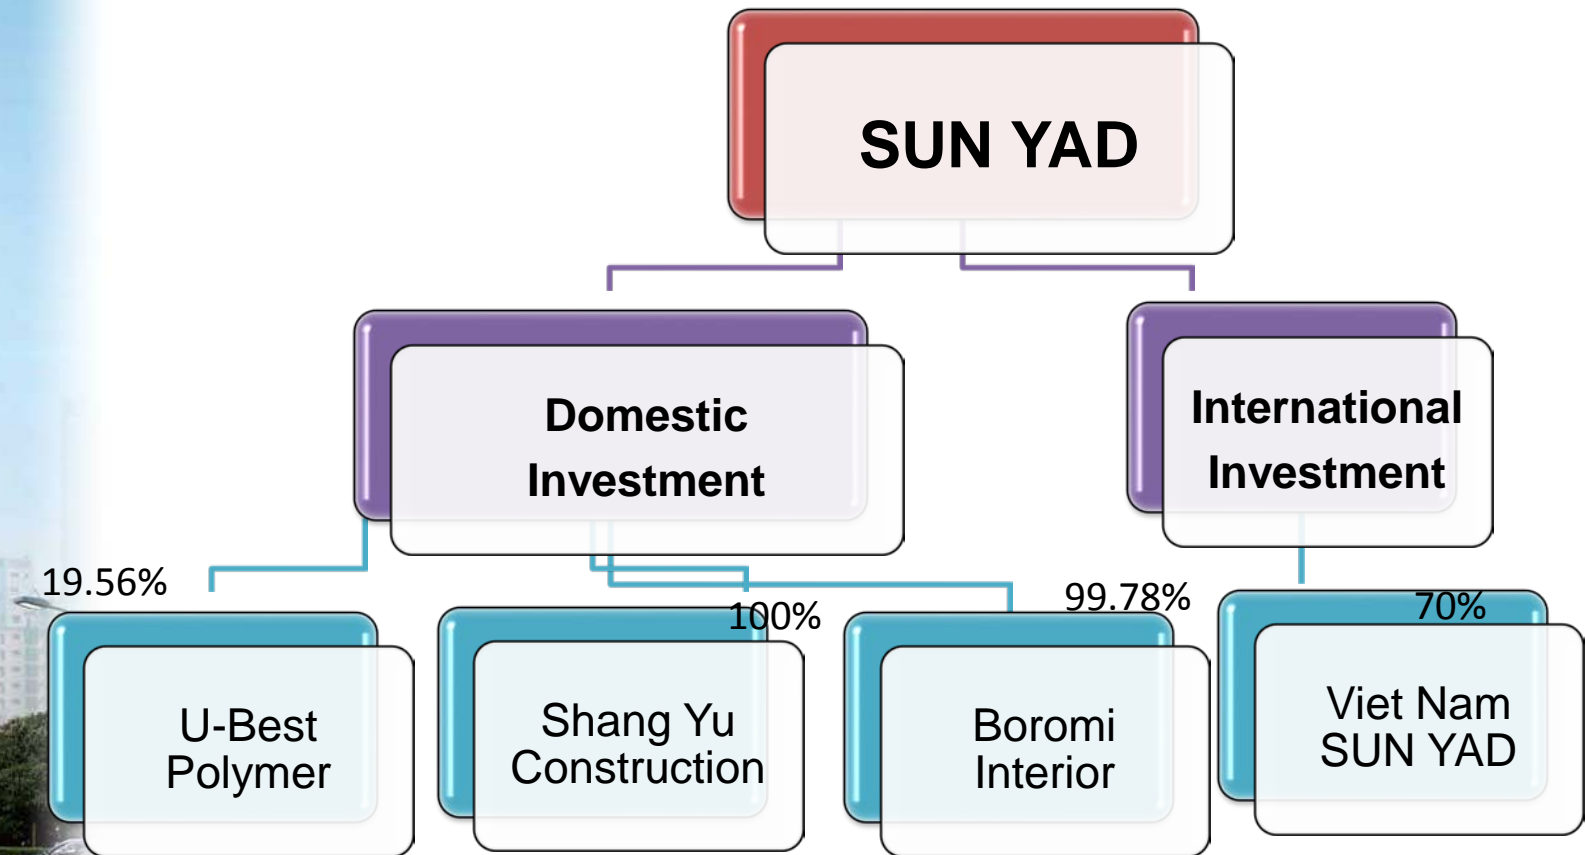 SUN YAD
Domestic
Investment
International
Investment
19.56%
100%
99.78%
70%
U-Best
Polymer
Shang Yu
Construction
Boromi
Interior
Viet Nam
SUN YAD